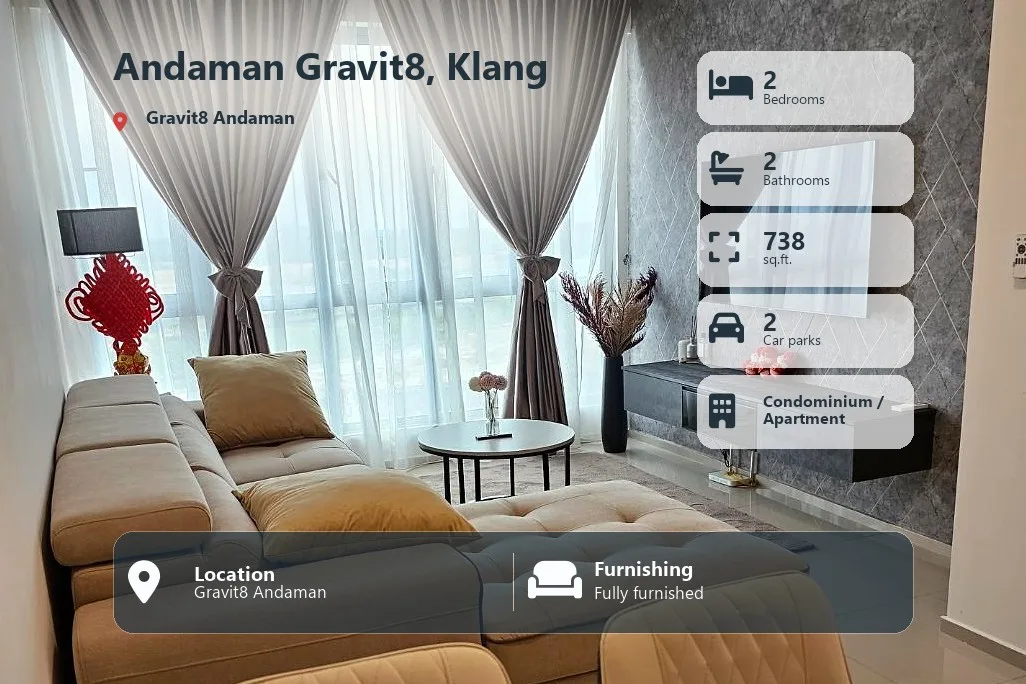 Andaman Gravit8, Klang
Gravit8 Andaman
2
Bedrooms
2
Bathrooms
738
sq.ft.
2
Car parks
Condominium /
Apartment
Location
Gravit8 Andaman
Furnishing
Fully furnished